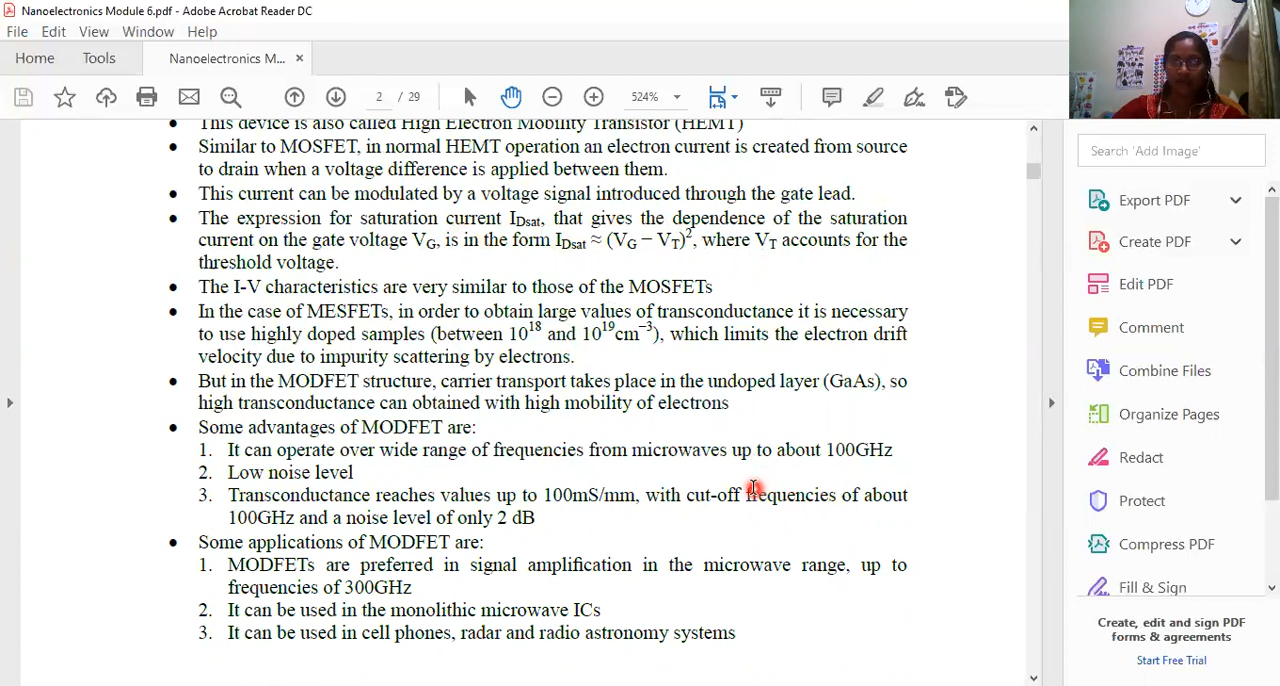 Nanoelectronics Module 6.pdf - Adobe Acrobat Reader DC
File Edit View Window Help
Home Tools Nanoelectronics M... ×
2 / 29 524%
• This device is also called High Electron Mobility Transistor (HEMT)
• Similar to MOSFET, in normal HEMT operation an electron current is created from source
to drain when a voltage difference is applied between them.
• This current can be modulated by a voltage signal introduced through the gate lead.
• The expression for saturation current I_Dsat, that gives the dependence of the saturation
current on the gate voltage V_G, is in the form I_Dsat ≈ (V_G − V_T)², where V_T accounts for the
threshold voltage.
• The I-V characteristics are very similar to those of the MOSFETs
• In the case of MESFETs, in order to obtain large values of transconductance it is necessary
to use highly doped samples (between 10¹⁸ and 10¹⁹cm⁻³), which limits the electron drift
velocity due to impurity scattering by electrons.
• But in the MODFET structure, carrier transport takes place in the undoped layer (GaAs), so
high transconductance can obtained with high mobility of electrons
• Some advantages of MODFET are:
1. It can operate over wide range of frequencies from microwaves up to about 100GHz
2. Low noise level
3. Transconductance reaches values up to 100mS/mm, with cut-off frequencies of about
100GHz and a noise level of only 2 dB
• Some applications of MODFET are:
1. MODFETs are preferred in signal amplification in the microwave range, up to
frequencies of 300GHz
2. It can be used in the monolithic microwave ICs
3. It can be used in cell phones, radar and radio astronomy systems
Search 'Add Image'
Export PDF
Create PDF
Edit PDF
Comment
Combine Files
Organize Pages
Redact
Protect
Compress PDF
Fill & Sign
Create, edit and sign PDF
forms & agreements
Start Free Trial